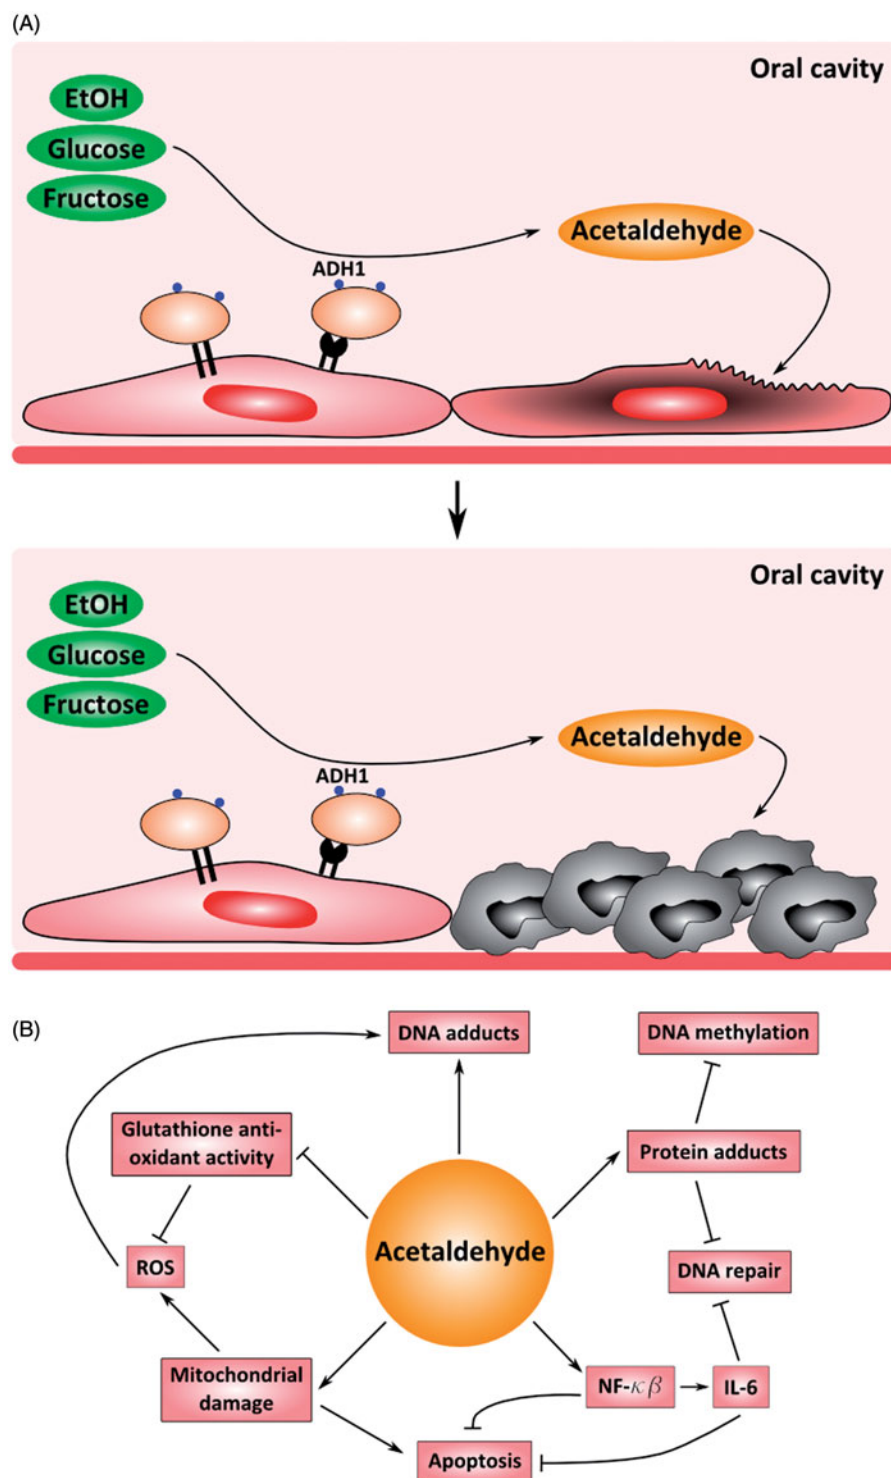 (A)
Oral cavity
EtOH
Glucose
Fructose
Acetaldehyde
ADH1
Oral cavity
EtOH
Glucose
Fructose
Acetaldehyde
ADH1
(B)
DNA adducts
DNA methylation
Glutathione anti-
oxidant activity
Protein adducts
Acetaldehyde
ROS
DNA repair
Mitochondrial
damage
NF-κβ
IL-6
Apoptosis